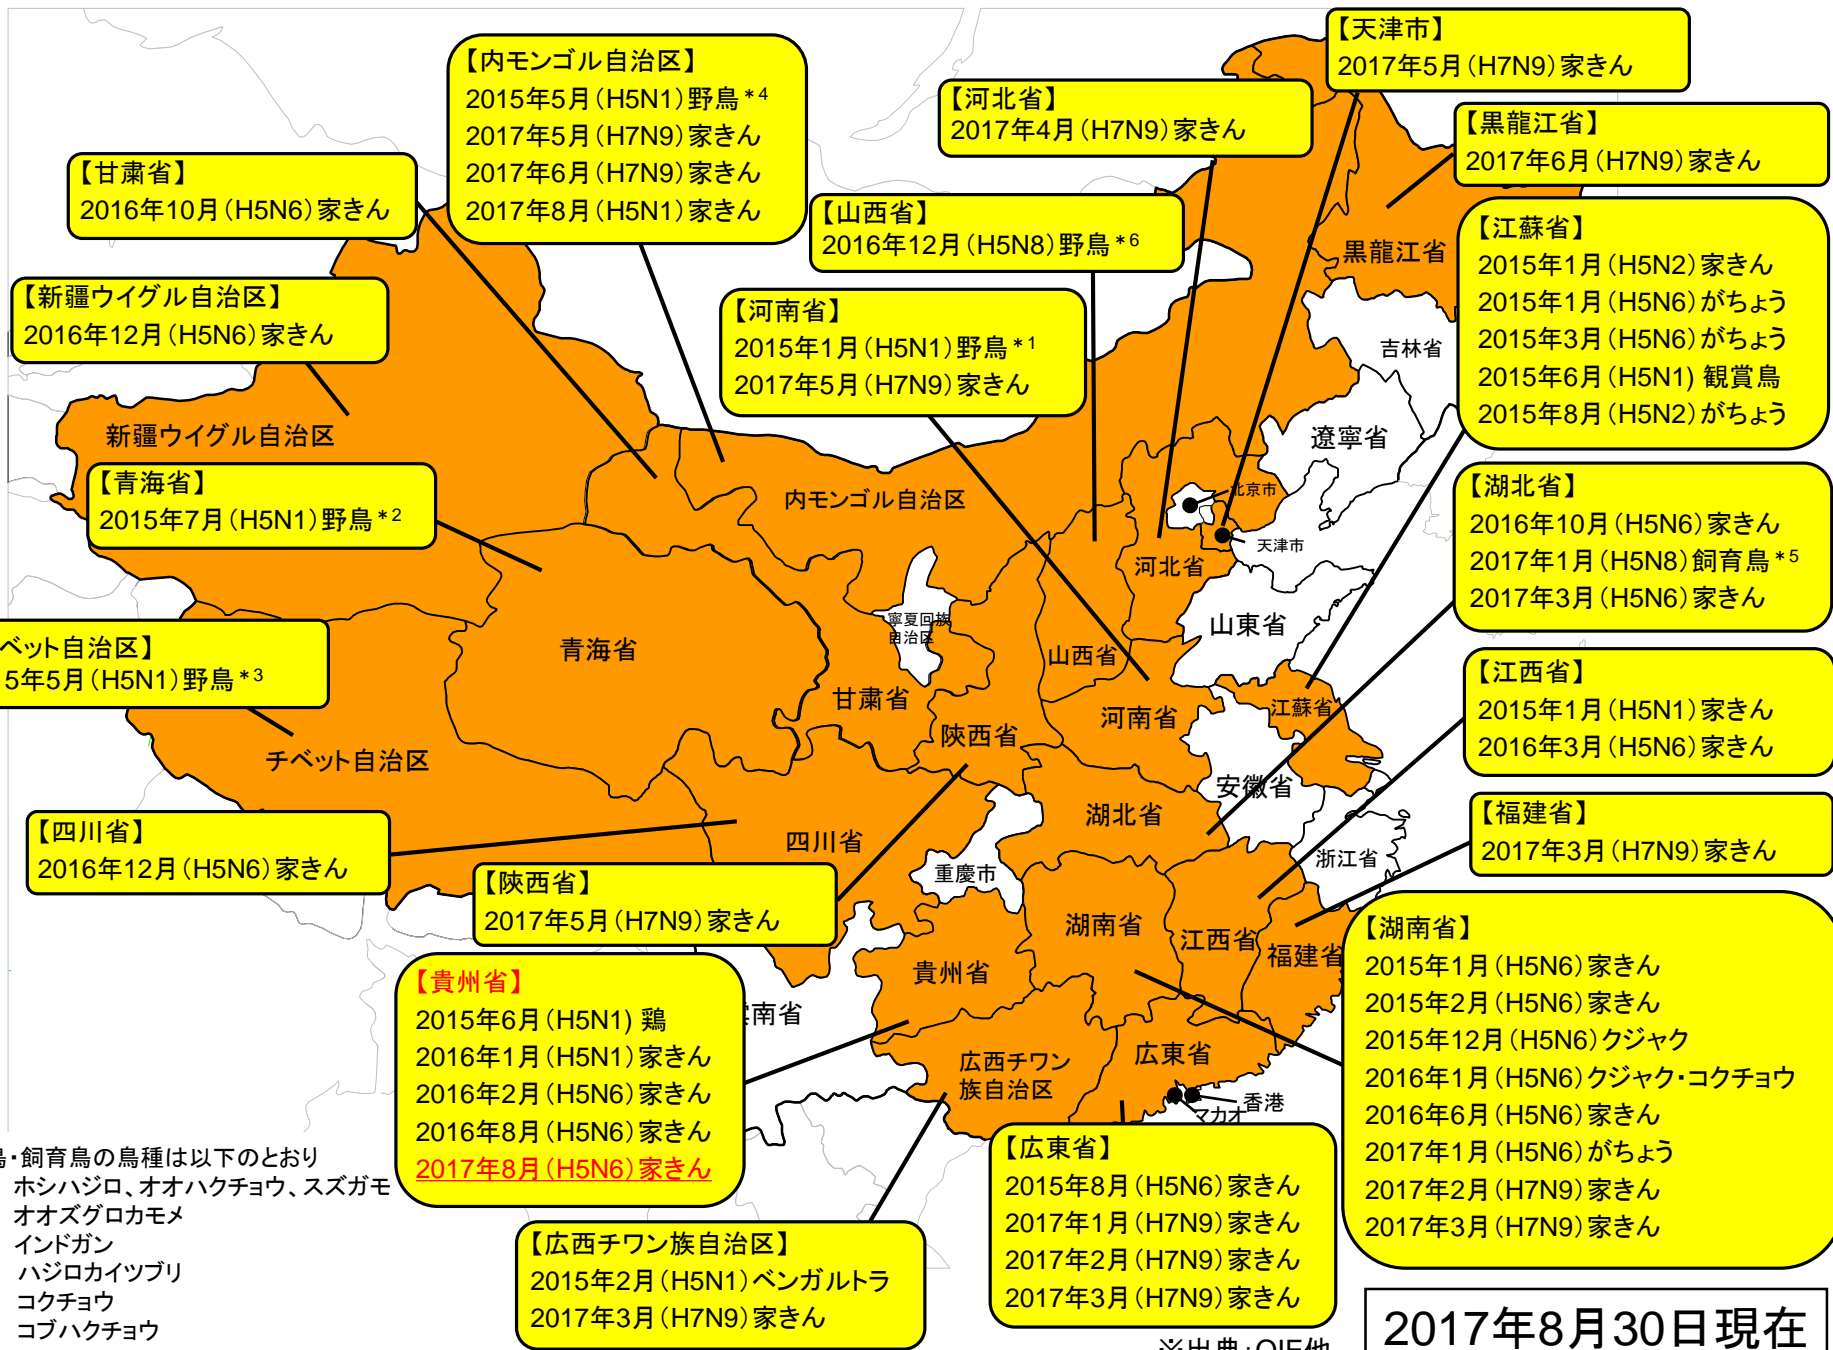 【天津市】
2017年5月(H7N9)家きん
【内モンゴル自治区】
2015年5月(H5N1)野鳥*4
2017年5月(H7N9)家きん
2017年6月(H7N9)家きん
2017年8月(H5N1)家きん
【河北省】
2017年4月(H7N9)家きん
【黒龍江省】
2017年6月(H7N9)家きん
【甘粛省】
2016年10月(H5N6)家きん
【山西省】
2016年12月(H5N8)野鳥*6
【江蘇省】
2015年1月(H5N2)家きん
2015年1月(H5N6)がちょう
2015年3月(H5N6)がちょう
2015年6月(H5N1) 観賞鳥
2015年8月(H5N2)がちょう
【新疆ウイグル自治区】
2016年12月(H5N6)家きん
【河南省】
2015年1月(H5N1)野鳥*1
2017年5月(H7N9)家きん
黒龍江省
吉林省
遼寧省
新疆ウイグル自治区
【青海省】
2015年7月(H5N1)野鳥*2
内モンゴル自治区
北京市
天津市
河北省
【湖北省】
2016年10月(H5N6)家きん
2017年1月(H5N8)飼育鳥*5
2017年3月(H5N6)家きん
ベット自治区】
5年5月(H5N1)野鳥*3
青海省
寧夏回族
自治区
山西省
山東省
甘粛省
陝西省
河南省
江蘇省
【江西省】
2015年1月(H5N1)家きん
2016年3月(H5N6)家きん
チベット自治区
安徽省
湖北省
四川省
重慶市
浙江省
【四川省】
2016年12月(H5N6)家きん
【陝西省】
2017年5月(H7N9)家きん
【福建省】
2017年3月(H7N9)家きん
湖南省
江西省
福建省
貴州省
南省
【湖南省】
2015年1月(H5N6)家きん
2015年2月(H5N6)家きん
2015年12月(H5N6)クジャク
2016年1月(H5N6)クジャク・コクチョウ
2016年6月(H5N6)家きん
2017年1月(H5N6)がちょう
2017年2月(H7N9)家きん
2017年3月(H7N9)家きん
【貴州省】
2015年6月(H5N1) 鶏
2016年1月(H5N1)家きん
2016年2月(H5N6)家きん
2016年8月(H5N6)家きん
2017年8月(H5N6)家きん
広西チワン
族自治区
広東省
香港
マカオ
【広東省】
2015年8月(H5N6)家きん
2017年1月(H7N9)家きん
2017年2月(H7N9)家きん
2017年3月(H7N9)家きん
【広西チワン族自治区】
2015年2月(H5N1)ベンガルトラ
2017年3月(H7N9)家きん
・飼育鳥の鳥種は以下のとおり
ホシハジロ、オオハクチョウ、スズガモ
オオズグロカモメ
インドガン
ハジロカイツブリ
コクチョウ
コブハクチョウ
※出典:OIE他
2017年8月30日現在